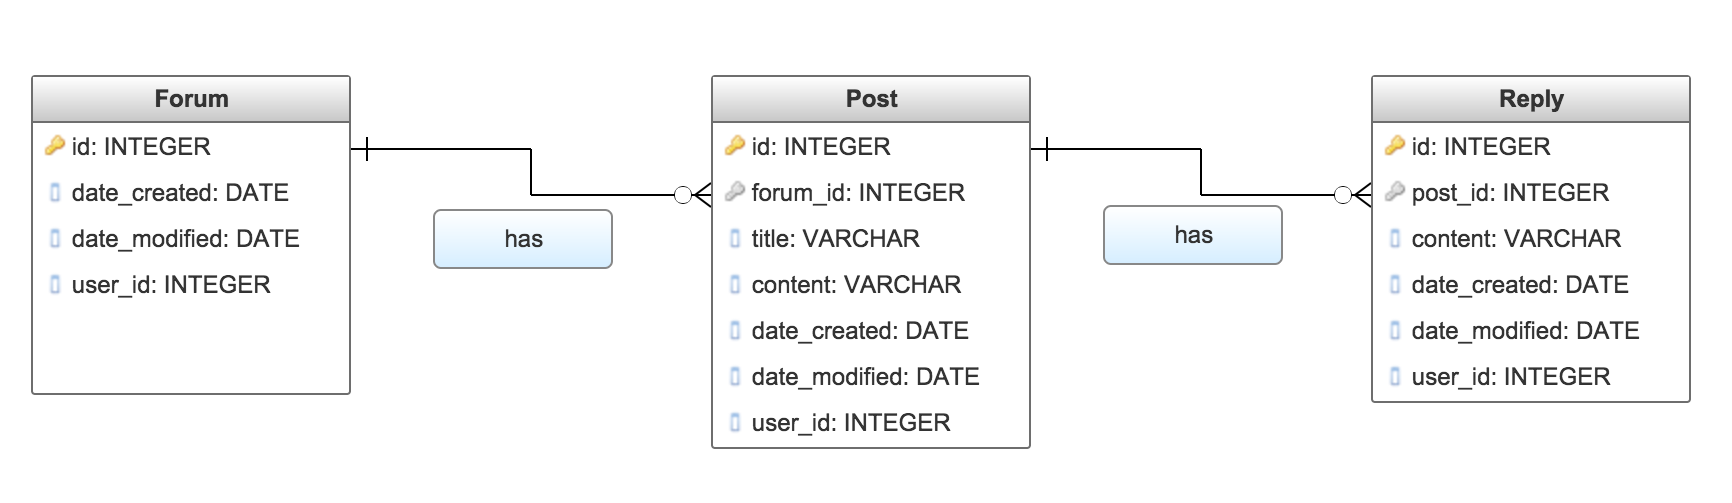 Forum
id: INTEGER
date_created: DATE
date_modified: DATE
user_id: INTEGER
has
Post
id: INTEGER
forum_id: INTEGER
title: VARCHAR
content: VARCHAR
date_created: DATE
date_modified: DATE
user_id: INTEGER
has
Reply
id: INTEGER
post_id: INTEGER
content: VARCHAR
date_created: DATE
date_modified: DATE
user_id: INTEGER